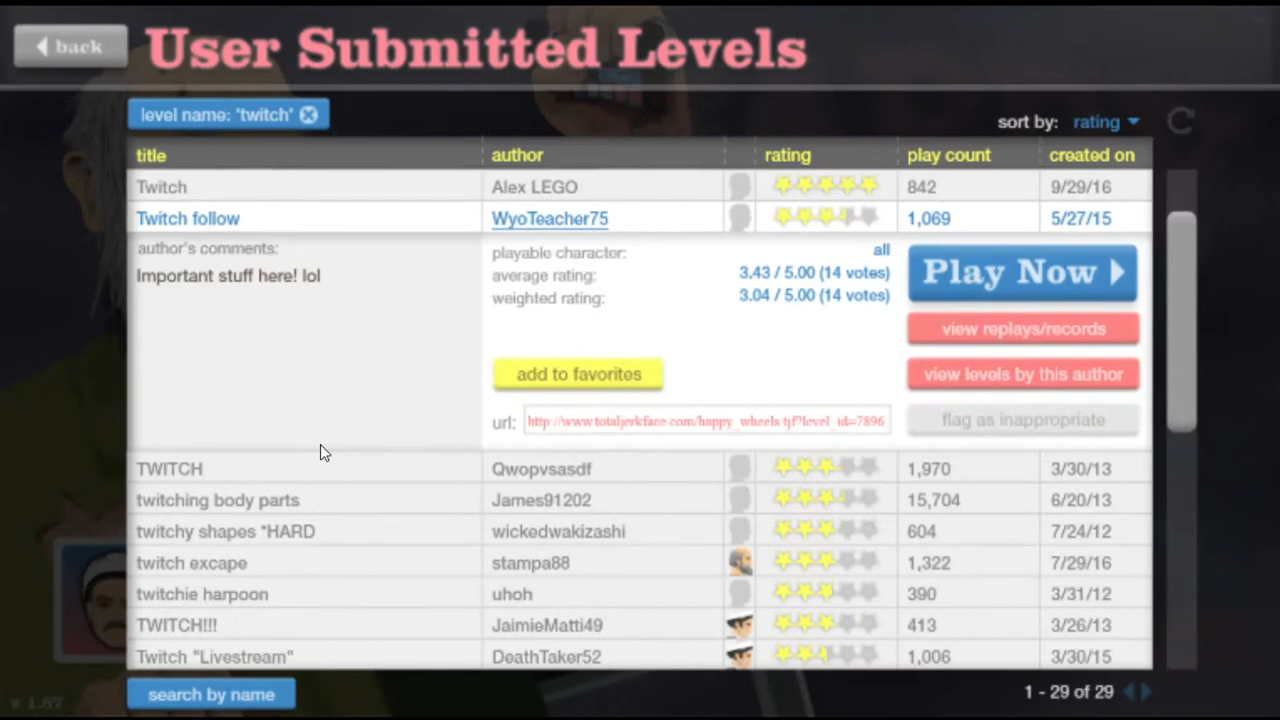 back
User Submitted Levels
level name: 'twitch'
sort by: rating
title author rating play count created on
Twitch Alex LEGO 842 9/29/16
Twitch follow WyoTeacher75 1,069 5/27/15
author's comments:
Important stuff here! lol
playable character: all
average rating: 3.43 / 5.00 (14 votes)
weighted rating: 3.04 / 5.00 (14 votes)
Play Now
view replays/records
add to favorites
view levels by this author
url: http://www.totaljerkface.com/happy_wheels.tjf?level_id=7896
flag as inappropriate
TWITCH Qwopvsasdf 1,970 3/30/13
twitching body parts James91202 15,704 6/20/13
twitchy shapes *HARD wickedwakizashi 604 7/24/12
twitch excape stampa88 1,322 7/29/16
twitchie harpoon uhoh 390 3/31/12
TWITCH!!! JaimieMatti49 413 3/26/13
Twitch "Livestream" DeathTaker52 1,006 3/30/15
search by name
1 - 29 of 29
v 1.87